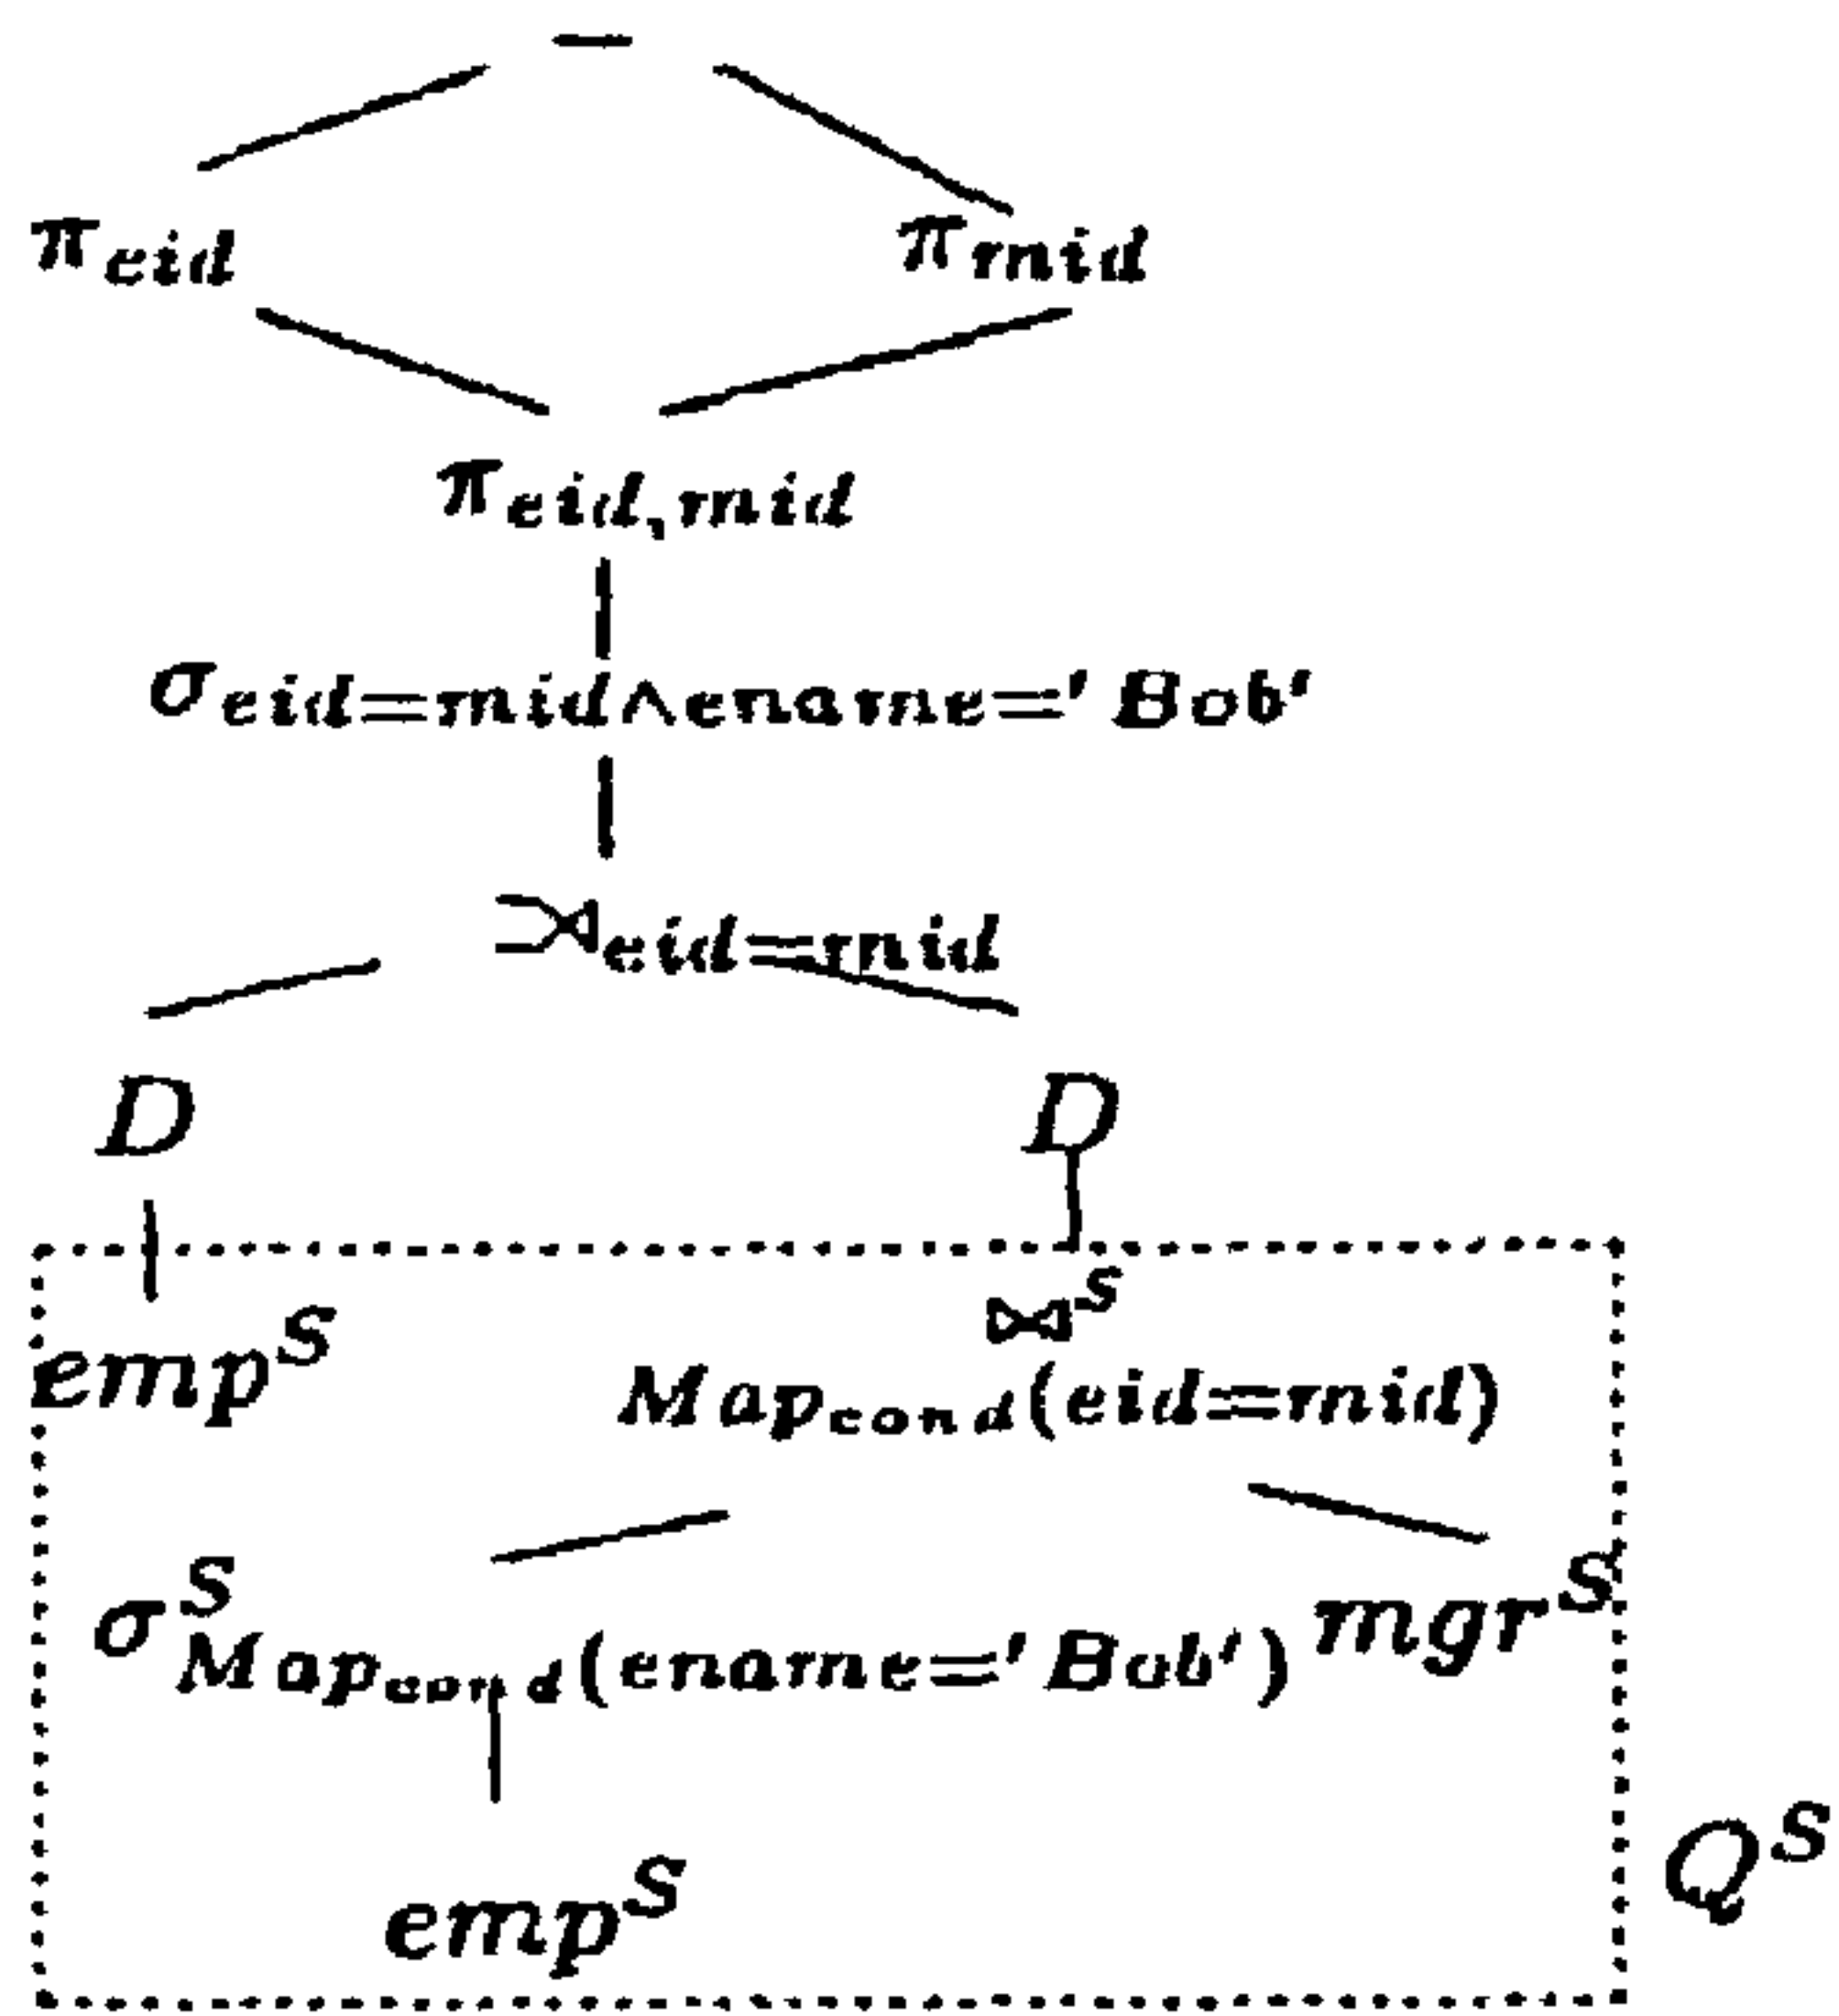 −
π_eid π_mid
π_eid,mid
σ_eid=mid∧ename='Bob'
⟕_eid=mid
D D
emp^S ⋈^S
Map_cond(eid=mid)
σ^S_Map_cond(ename='Bob') mgr^S
Q^S
emp^S